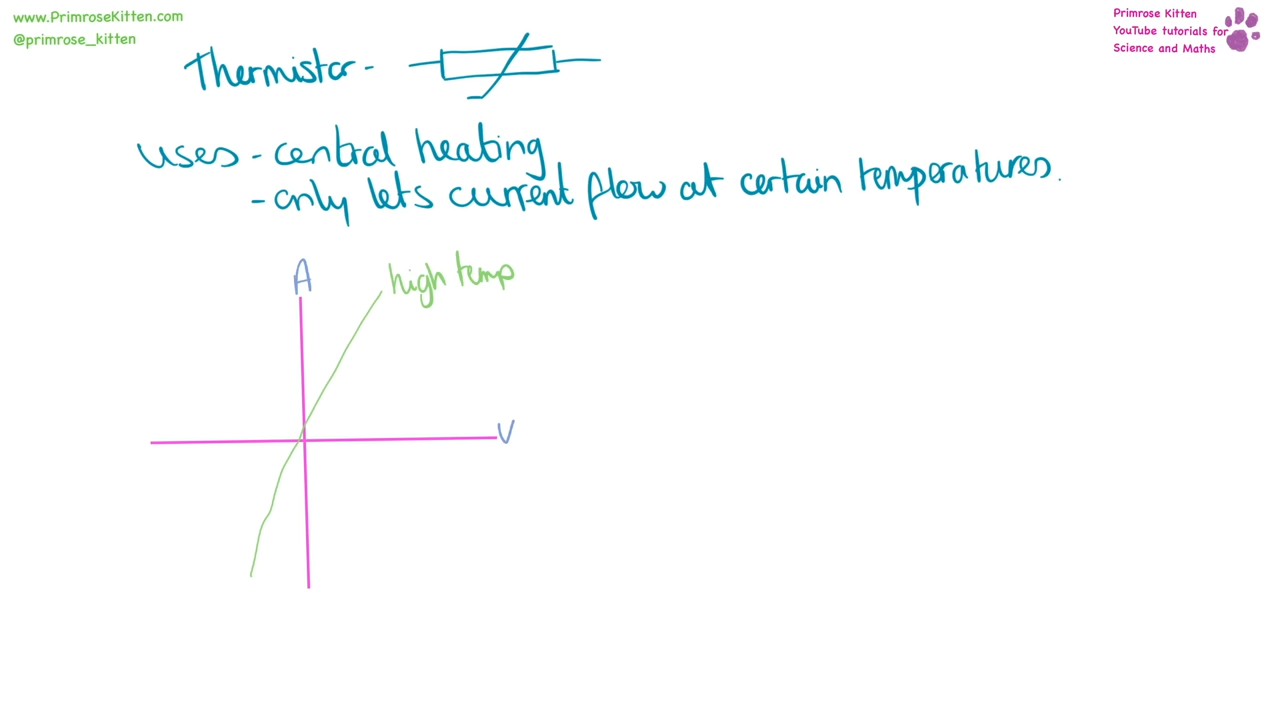 www.PrimroseKitten.com
@primrose_kitten
Primrose Kitten
YouTube tutorials for
Science and Maths
Thermistor -
uses - central heating
- only lets current flow at certain temperatures.
A
high temp
V